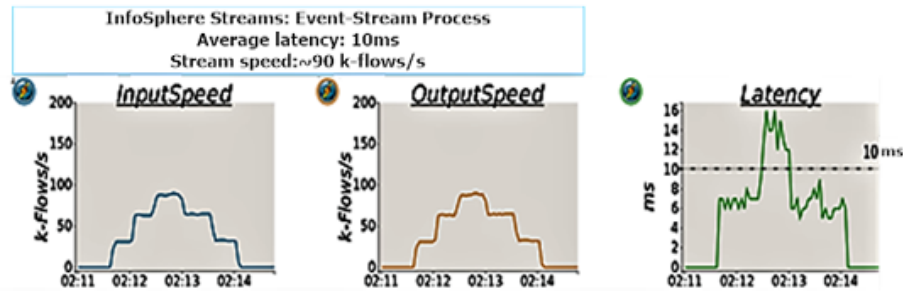 InfoSphere Streams: Event-Stream Process
Average latency: 10ms
Stream speed:~90 k-flows/s
InputSpeed
200
150
100
50
0
k-Flows/s
02:11 02:12 02:13 02:14
OutputSpeed
200
150
100
50
0
k-Flows/s
02:11 02:12 02:13 02:14
Latency
16
14
12
10
8
6
4
2
0
ms
10 ms
02:11 02:12 02:13 02:14